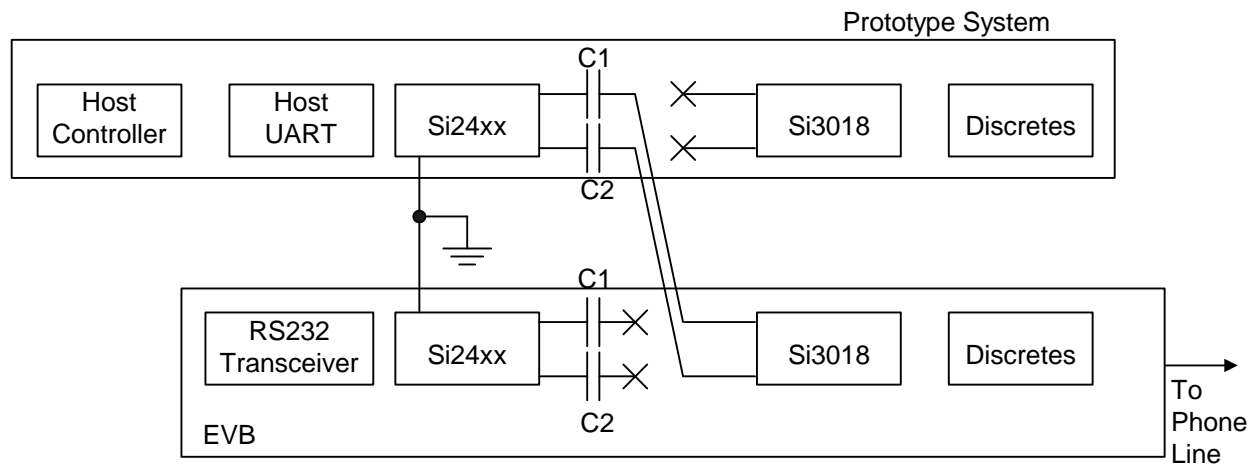 Prototype System
C1
Host
Controller
Host
UART
Si24xx
Si3018
Discretes
C2
C1
RS232
Transceiver
Si24xx
Si3018
Discretes
C2
EVB
To
Phone
Line